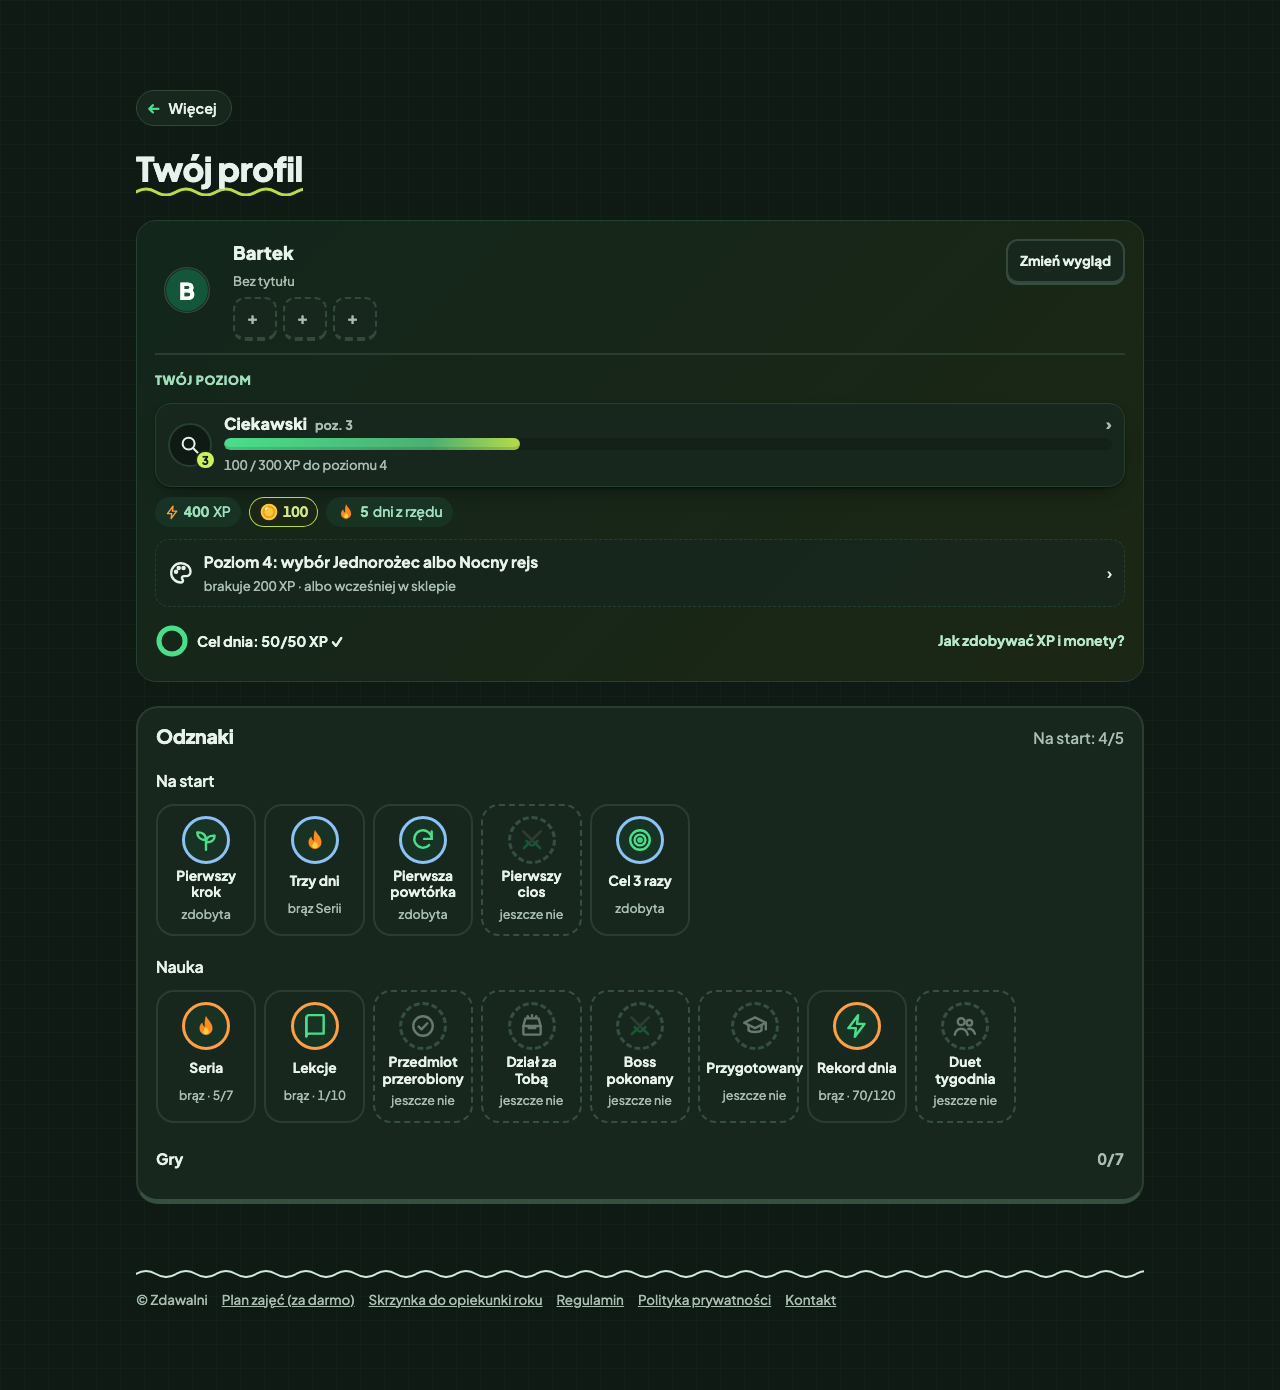 ← Więcej
Twój profil
B
Bartek
Bez tytułu
+ + +
Zmień wygląd
TWÓJ POZIOM
Ciekawski poz. 3 ›
3
100 / 300 XP do poziomu 4
400 XP
100
5 dni z rzędu
Poziom 4: wybór Jednorożec albo Nocny rejs
brakuje 200 XP · albo wcześniej w sklepie
›
Cel dnia: 50/50 XP ✓
Jak zdobywać XP i monety?
Odznaki
Na start: 4/5
Na start
Pierwszy
krok
zdobyta
Trzy dni
brąz Serii
Pierwsza
powtórka
zdobyta
Pierwszy
cios
jeszcze nie
Cel 3 razy
zdobyta
Nauka
Seria
brąz · 5/7
Lekcje
brąz · 1/10
Przedmiot
przerobiony
jeszcze nie
Dział za
Tobą
jeszcze nie
Boss
pokonany
jeszcze nie
Przygotowany
jeszcze nie
Rekord dnia
brąz · 70/120
Duet
tygodnia
jeszcze nie
Gry
0/7
© Zdawalni Plan zajęć (za darmo) Skrzynka do opiekunki roku Regulamin Polityka prywatności Kontakt